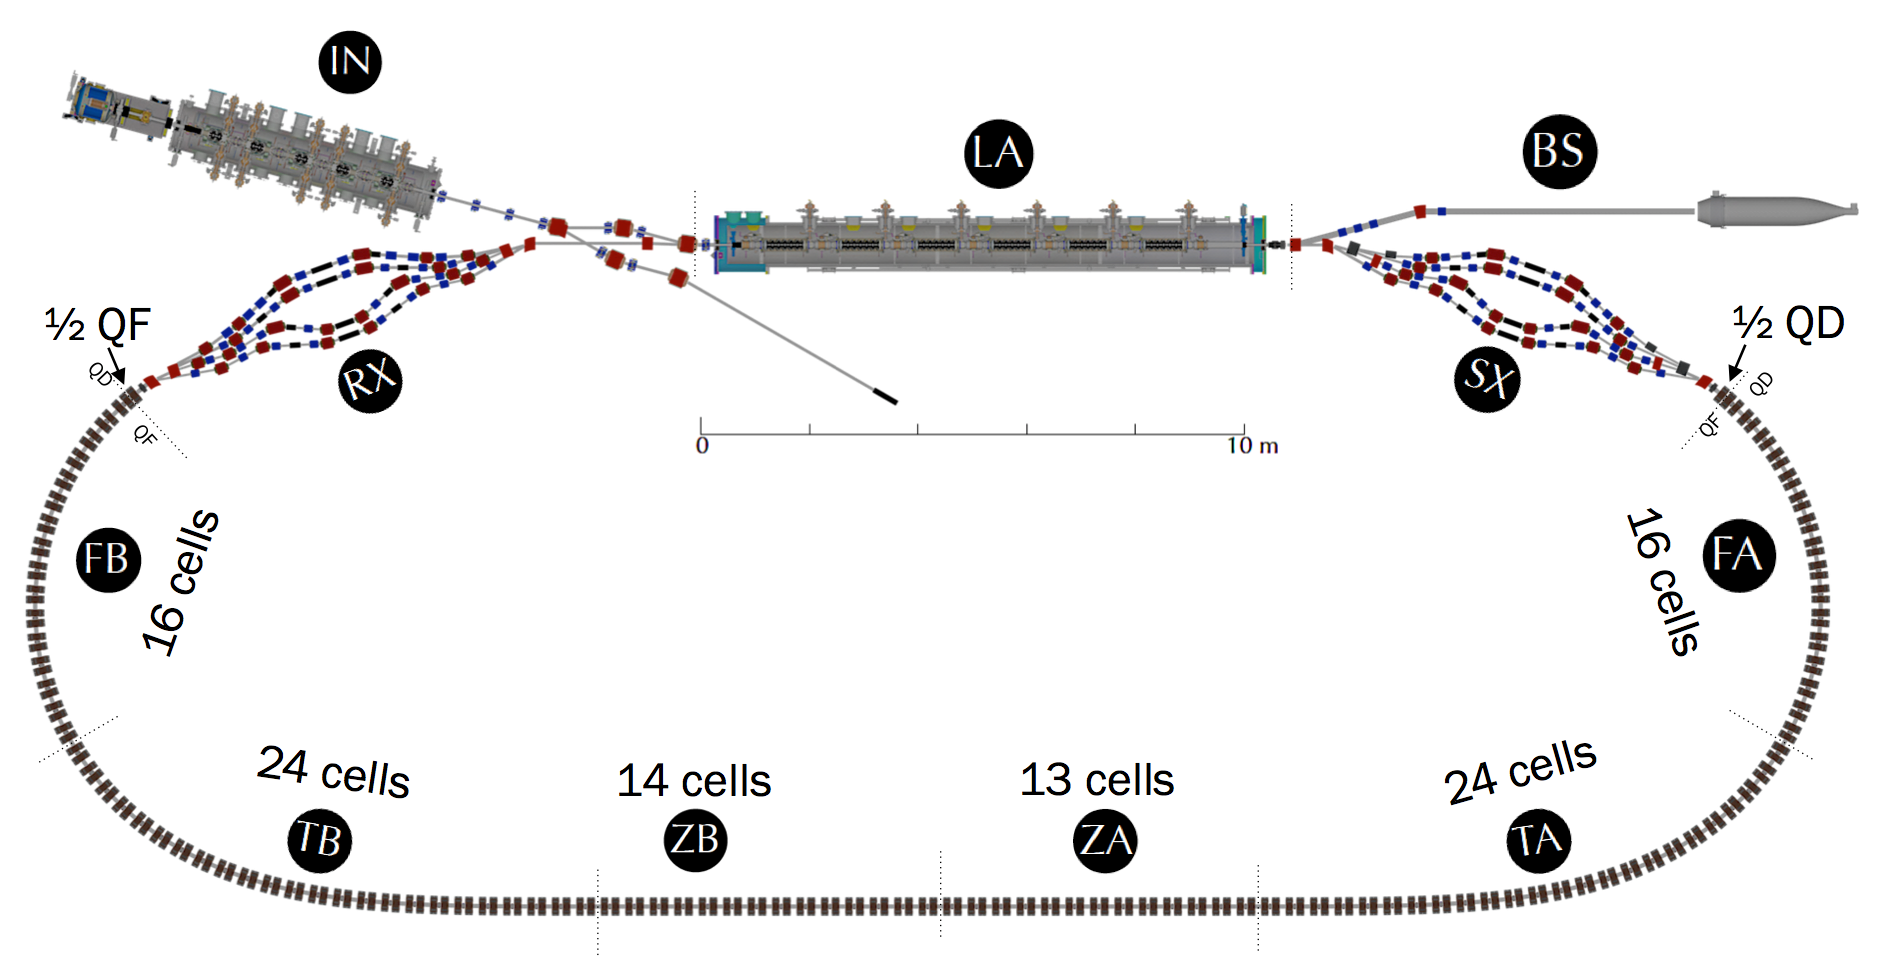 IN
LA
BS
½ QF
QD
QF
RX
SX
½ QD
QD
QF
0
10 m
FB
16 cells
FA
16 cells
24 cells
14 cells
13 cells
24 cells
TB
ZB
ZA
TA